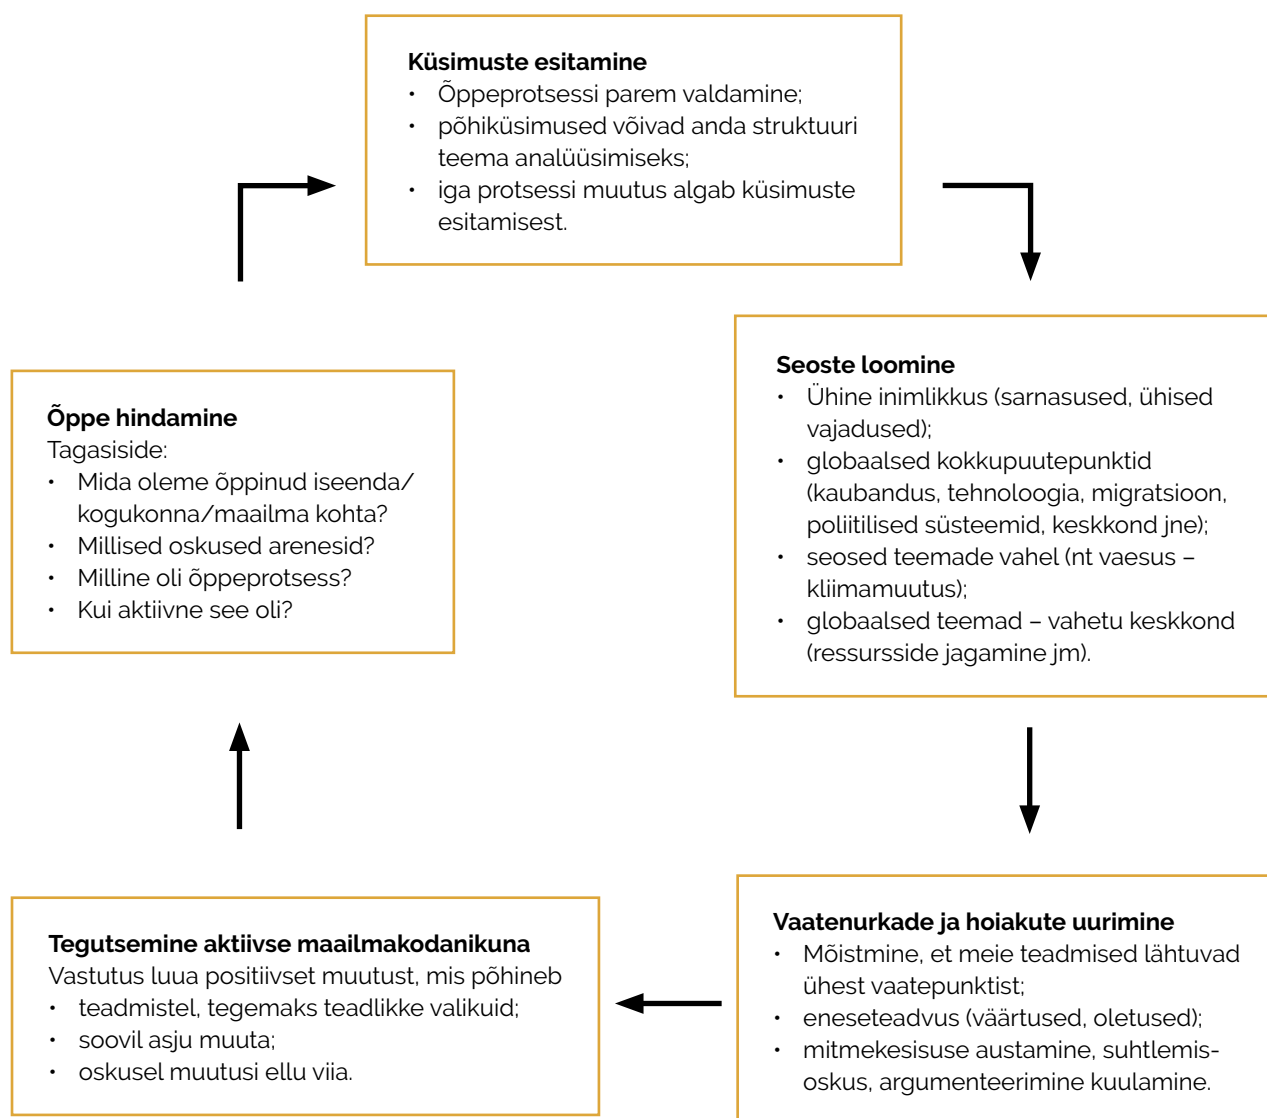 Küsimuste esitamine
• Õppeprotsessi parem valdamine;
• põhiküsimused võivad anda struktuuri
teema analüüsimiseks;
• iga protsessi muutus algab küsimuste
esitamisest.
Seoste loomine
• Ühine inimlikkus (sarnasused, ühised
vajadused);
• globaalsed kokkupuutepunktid
(kaubandus, tehnoloogia, migratsioon,
poliitilised süsteemid, keskkond jne);
• seosed teemade vahel (nt vaesus –
kliimamuutus);
• globaalsed teemad – vahetu keskkond
(ressursside jagamine jm).
Vaatenurkade ja hoiakute uurimine
• Mõistmine, et meie teadmised lähtuvad
ühest vaatepunktist;
• eneseteadvus (väärtused, oletused);
• mitmekesisuse austamine, suhtlemis-
oskus, argumenteerimine kuulamine.
Tegutsemine aktiivse maailmakodanikuna
Vastutus luua positiivset muutust, mis põhineb
• teadmistel, tegemaks teadlikke valikuid;
• soovil asju muuta;
• oskusel muutusi ellu viia.
Õppe hindamine
Tagasiside:
• Mida oleme õppinud iseenda/
kogukonna/maailma kohta?
• Millised oskused arenesid?
• Milline oli õppeprotsess?
• Kui aktiivne see oli?